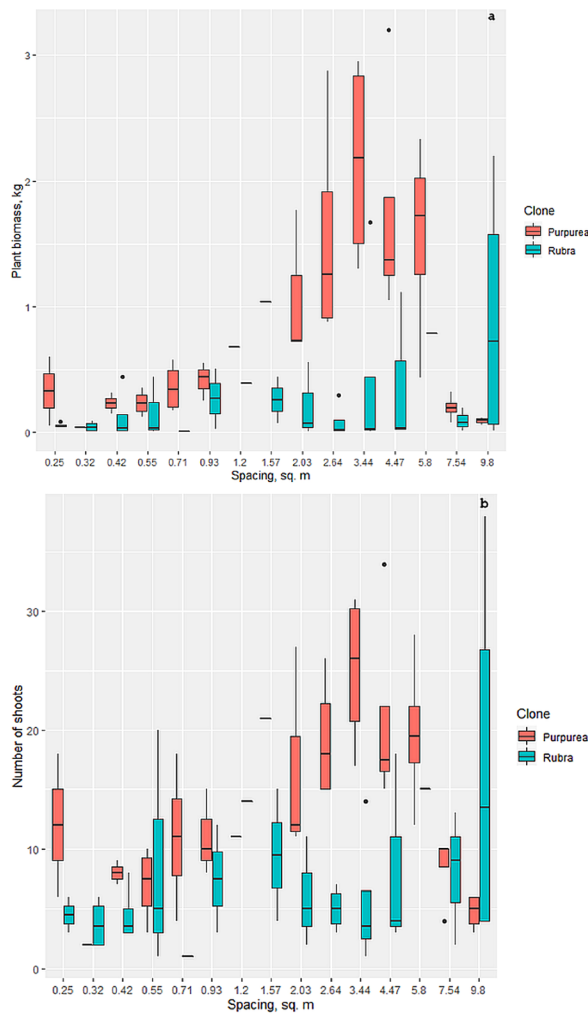 a
3
2
1
0
Plant biomass, kg
0.25 0.32 0.42 0.55 0.71 0.93 1.2 1.57 2.03 2.64 3.44 4.47 5.8 7.54 9.8
Spacing, sq. m
Clone
Purpurea
Rubra
b
30
20
10
0
Number of shoots
0.25 0.32 0.42 0.55 0.71 0.93 1.2 1.57 2.03 2.64 3.44 4.47 5.8 7.54 9.8
Spacing, sq. m
Clone
Purpurea
Rubra